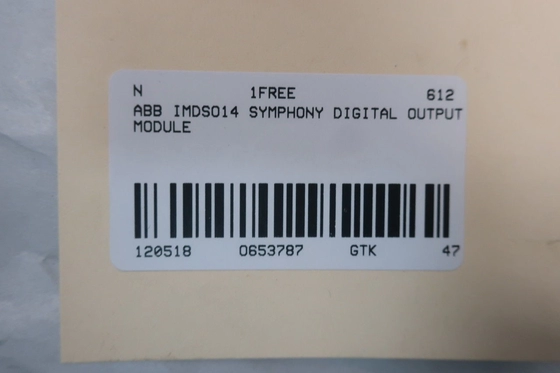 N 1FREE 612
ABB IMDSO14 SYMPHONY DIGITAL OUTPUT
MODULE
120518 0653787 GTK 47